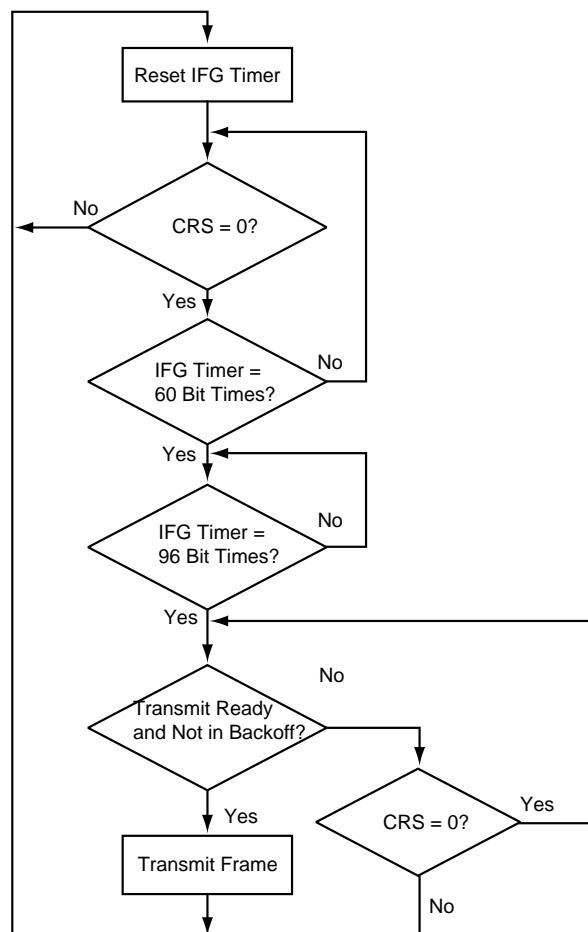 Reset IFG Timer
No
CRS = 0?
Yes
IFG Timer =
60 Bit Times?
No
Yes
IFG Timer =
96 Bit Times?
No
Yes
No
Transmit Ready
and Not in Backoff?
Yes
CRS = 0?
Yes
Transmit Frame
No